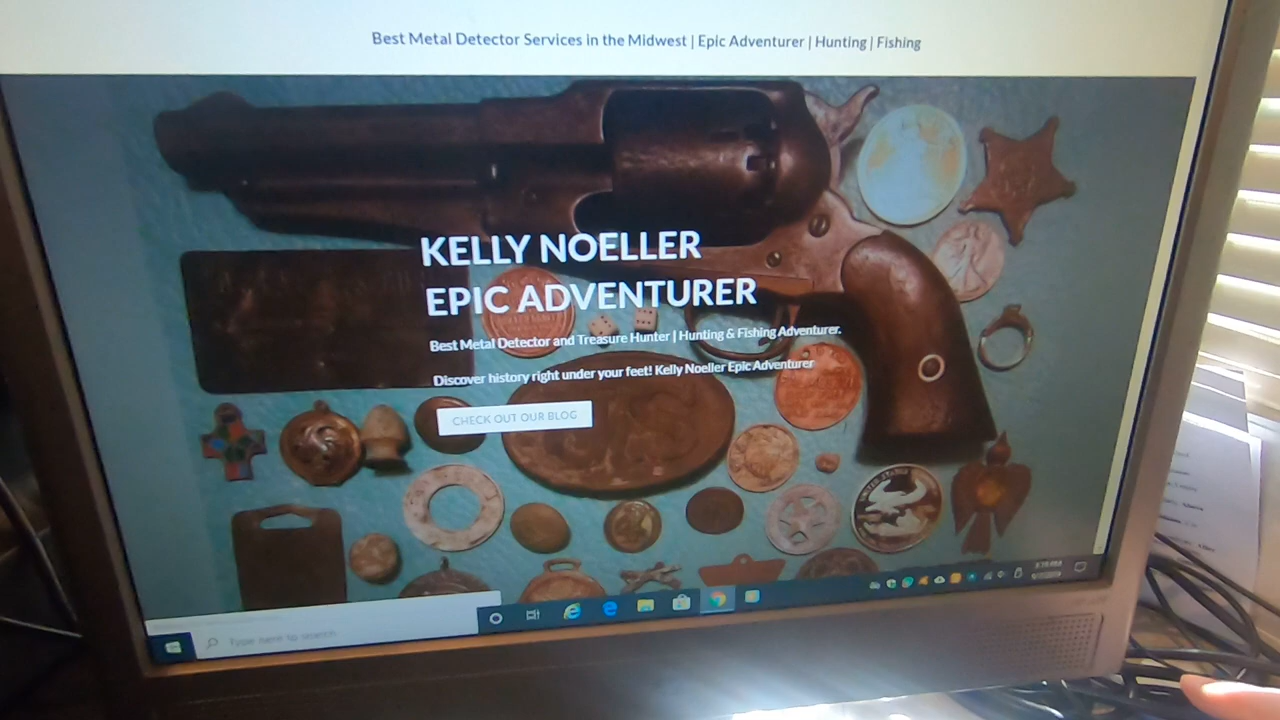 Best Metal Detector Services in the Midwest | Epic Adventurer | Hunting | Fishing
KELLY NOELLER
EPIC ADVENTURER
Best Metal Detector and Treasure Hunter | Hunting & Fishing Adventurer.
Discover history right under your feet! Kelly Noeller Epic Adventurer
CHECK OUT OUR BLOG
UNITED STATES
Type here to search